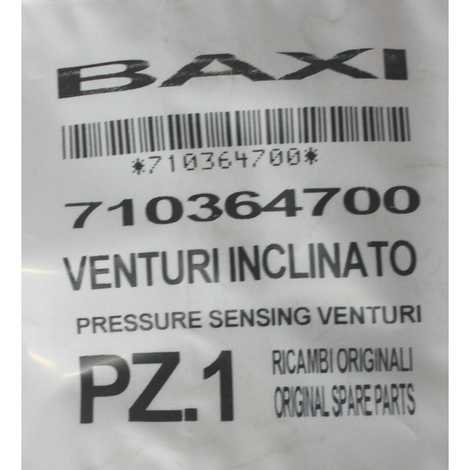 BAXI
*710364700*
710364700
VENTURI INCLINATO
PRESSURE SENSING VENTURI
PZ.1
RICAMBI ORIGINALI
ORIGINAL SPARE PARTS